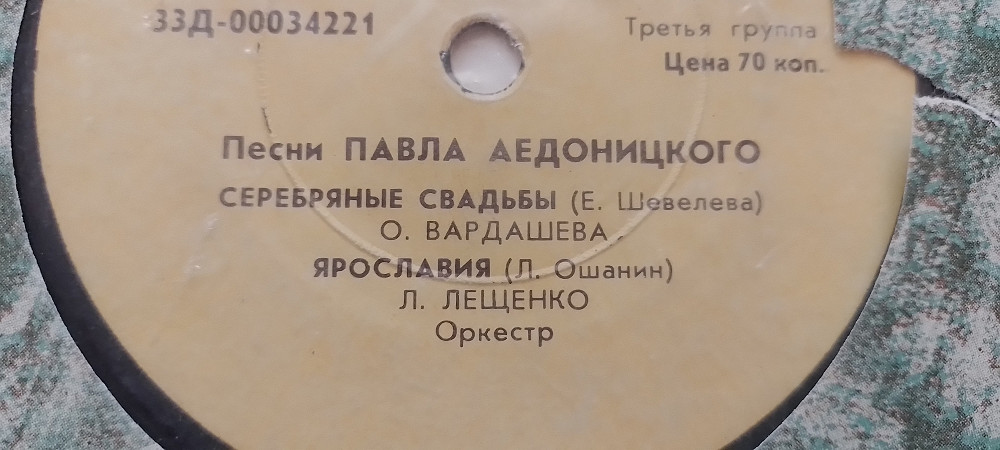 33Д-00034221
Третья группа
Цена 70 коп.
Песни ПАВЛА АЕДОНИЦКОГО
СЕРЕБРЯНЫЕ СВАДЬБЫ (Е. Шевелева)
О. ВАРДАШЕВА
ЯРОСЛАВИЯ (Л. Ошанин)
Л. ЛЕЩЕНКО
Оркестр